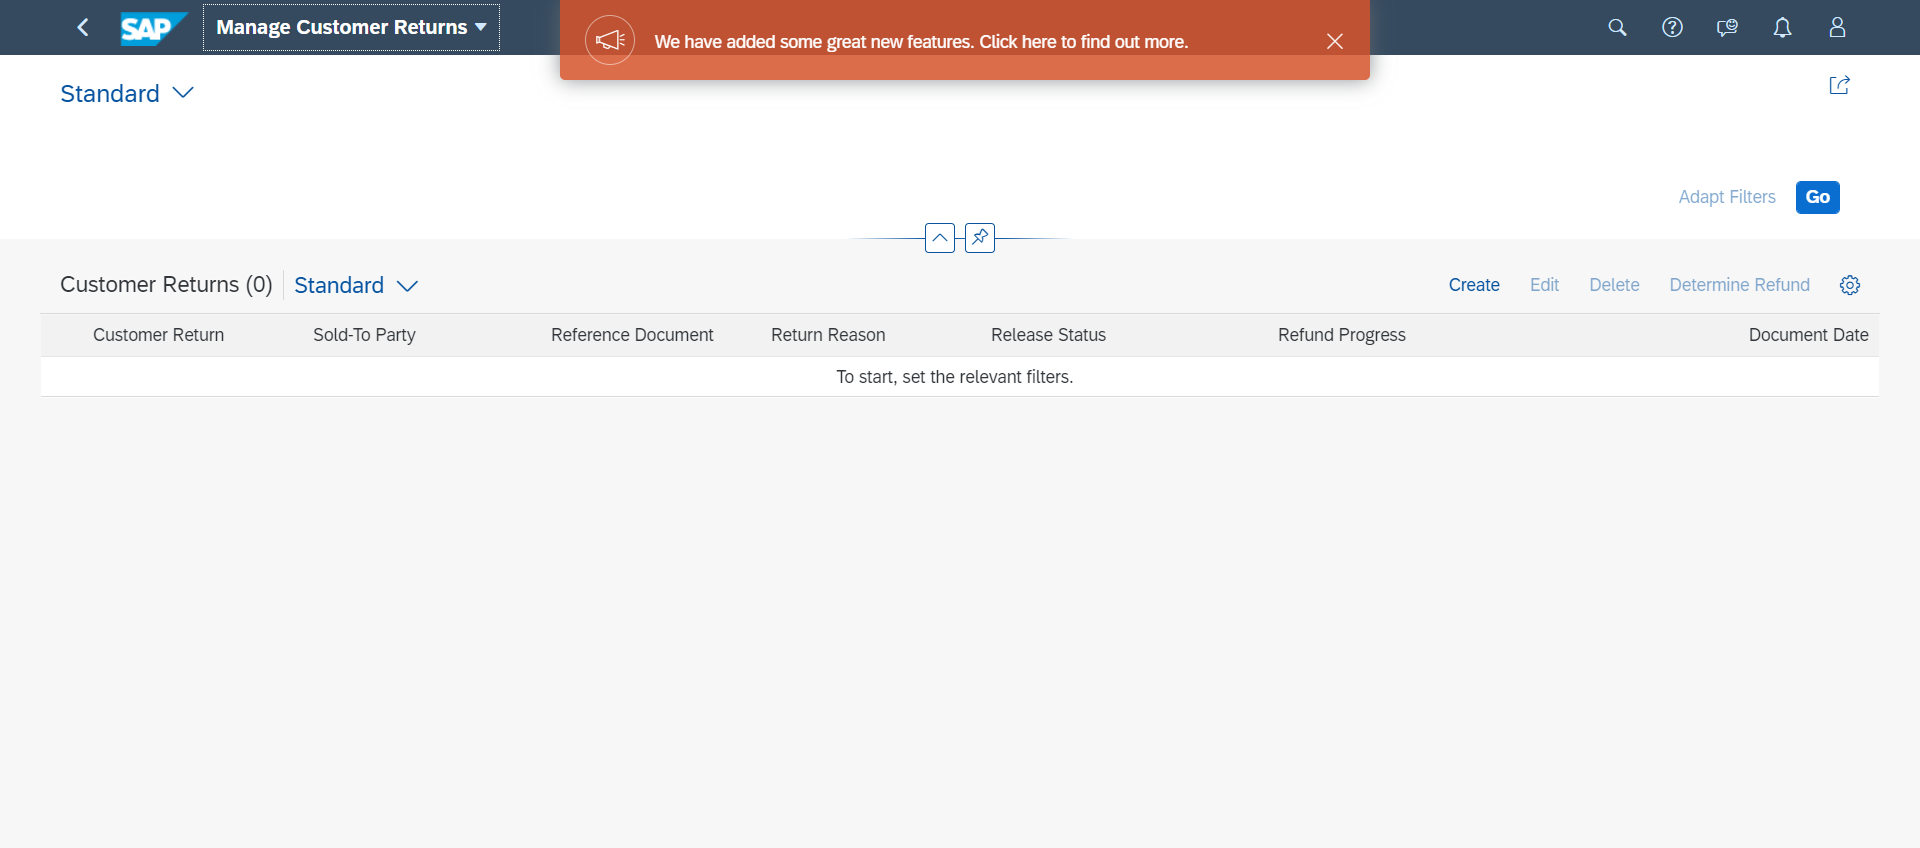 SAP
Manage Customer Returns
We have added some great new features. Click here to find out more.
Standard
Adapt Filters
Go
Customer Returns (0)
Standard
Create
Edit
Delete
Determine Refund
Customer Return
Sold-To Party
Reference Document
Return Reason
Release Status
Refund Progress
Document Date
To start, set the relevant filters.